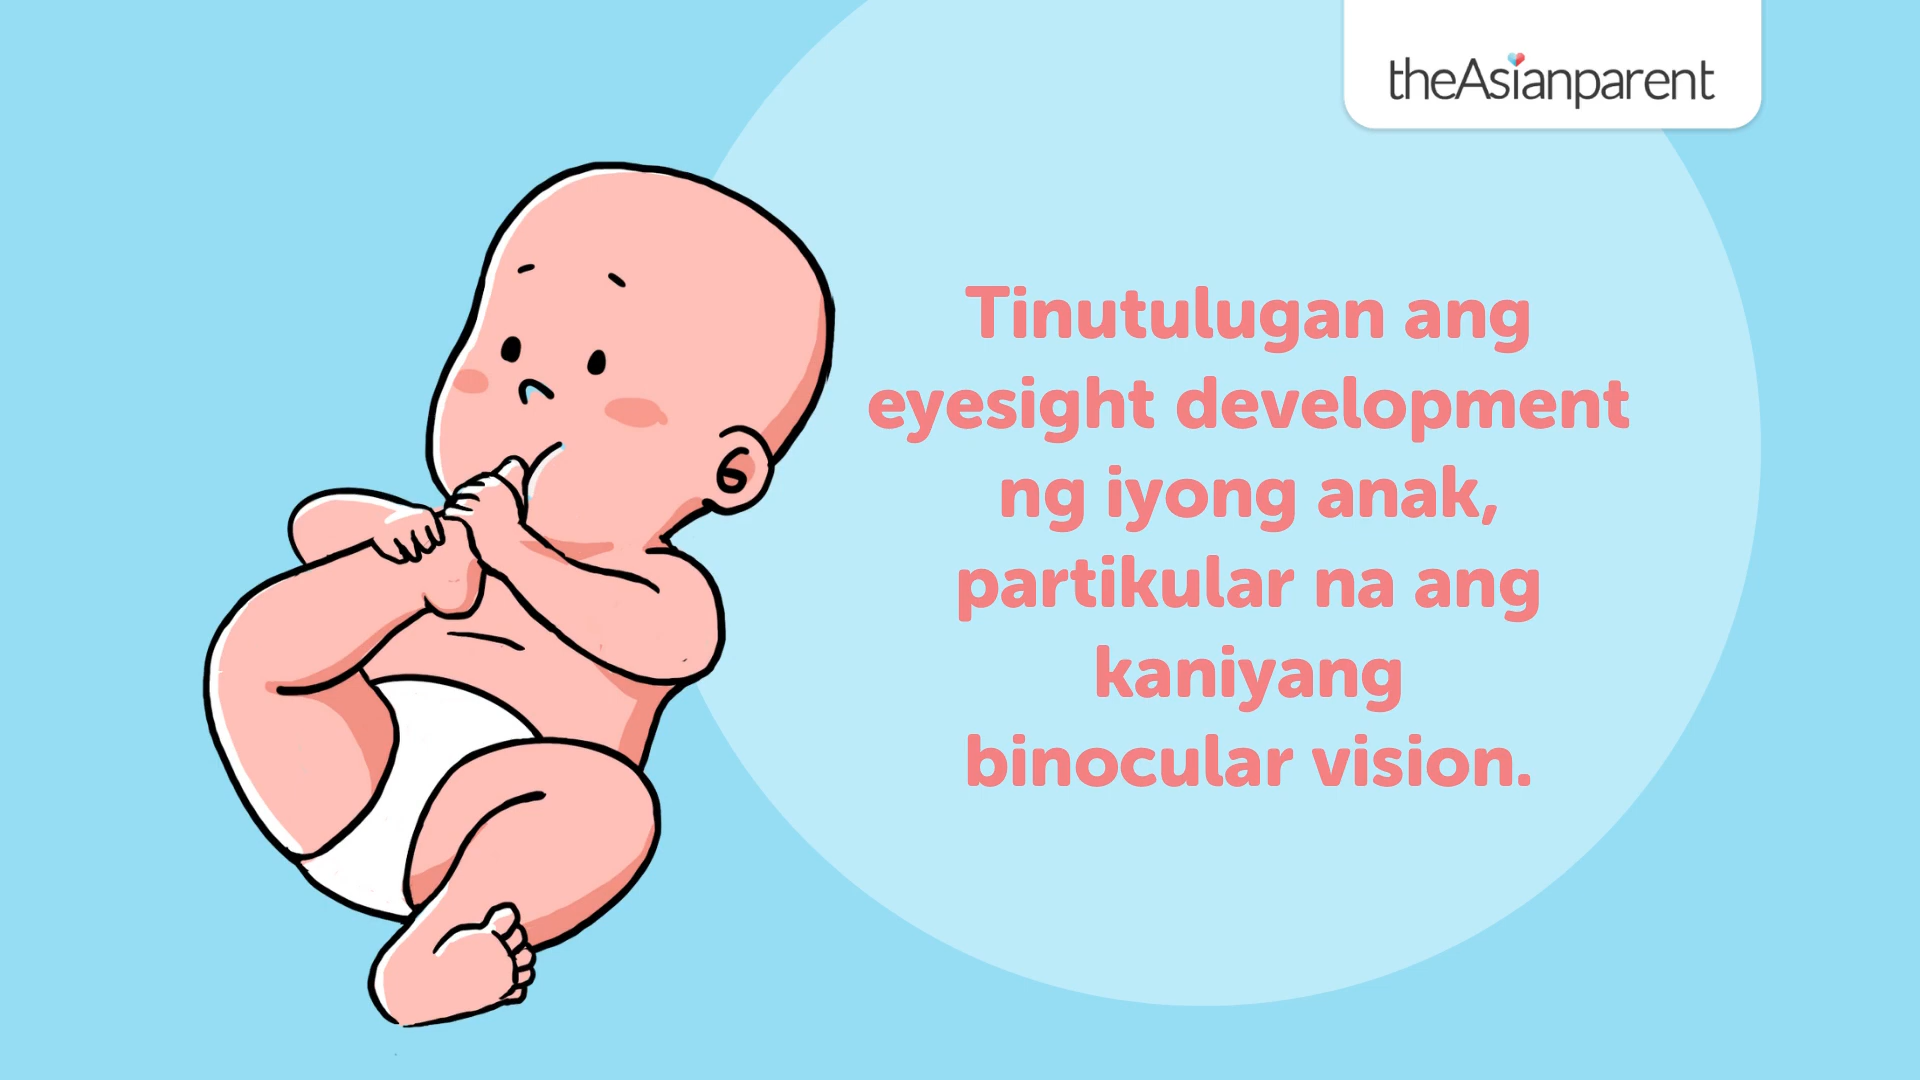 theAsianparent
Tinutulugan ang
eyesight development
ng iyong anak,
partikular na ang
kaniyang
binocular vision.